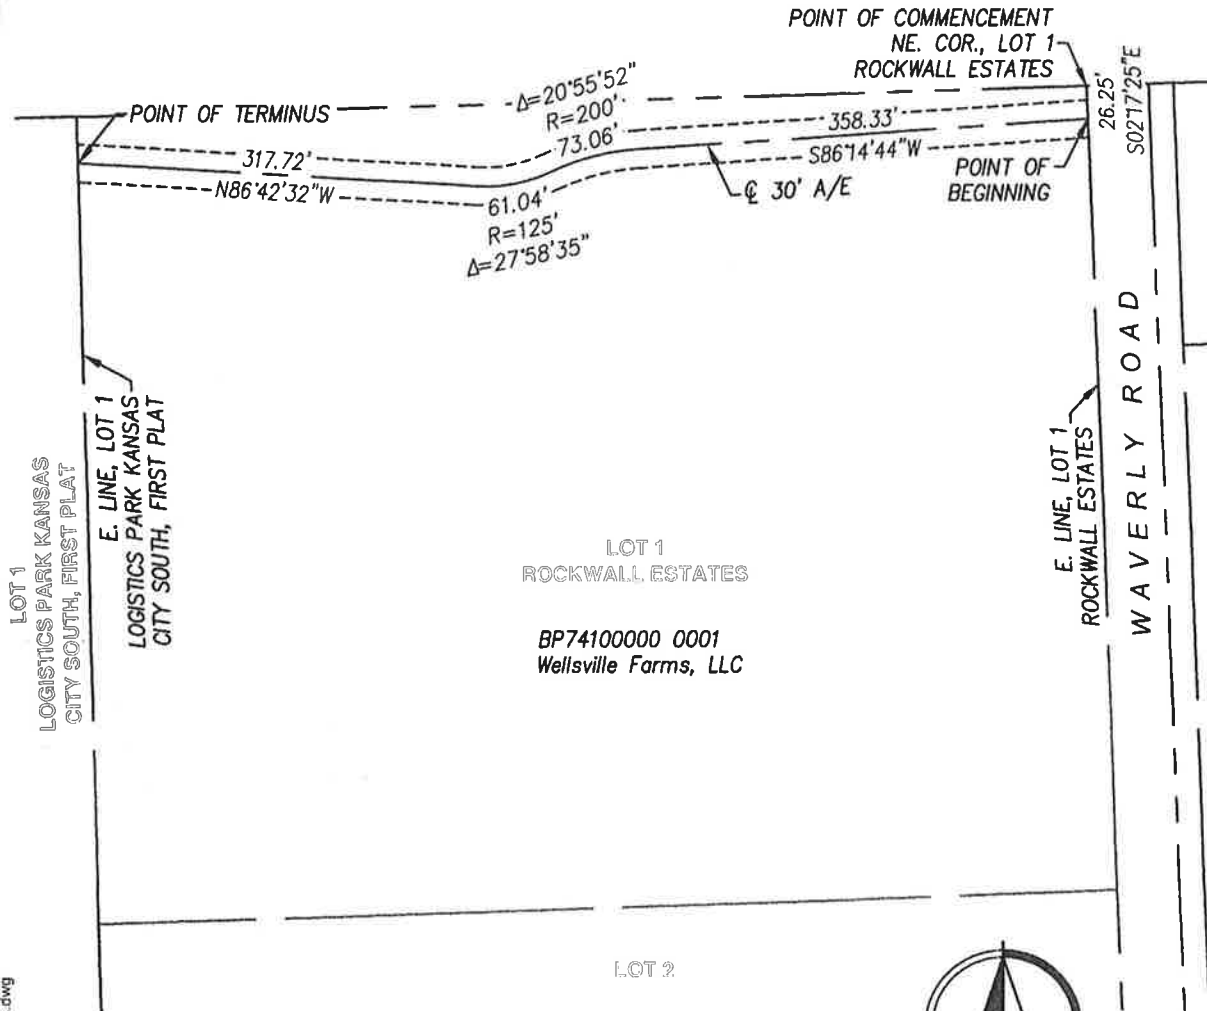 POINT OF COMMENCEMENT
NE. COR., LOT 1
ROCKWALL ESTATES
26.25'
S02°17'25"E
POINT OF TERMINUS
Δ=20°55'52"
R=200'
73.06'
358.33'
S86°14'44"W
317.72'
N86°42'32"W
61.04'
R=125'
Δ=27°58'35"
℄ 30' A/E
POINT OF
BEGINNING
E. LINE, LOT 1
LOGISTICS PARK KANSAS
CITY SOUTH, FIRST PLAT
LOT 1
LOGISTICS PARK KANSAS
CITY SOUTH, FIRST PLAT
LOT 1
ROCKWALL ESTATES
BP74100000 0001
Wellsville Farms, LLC
E. LINE, LOT 1
ROCKWALL ESTATES
WAVERLY ROAD
LOT 2
.dwg